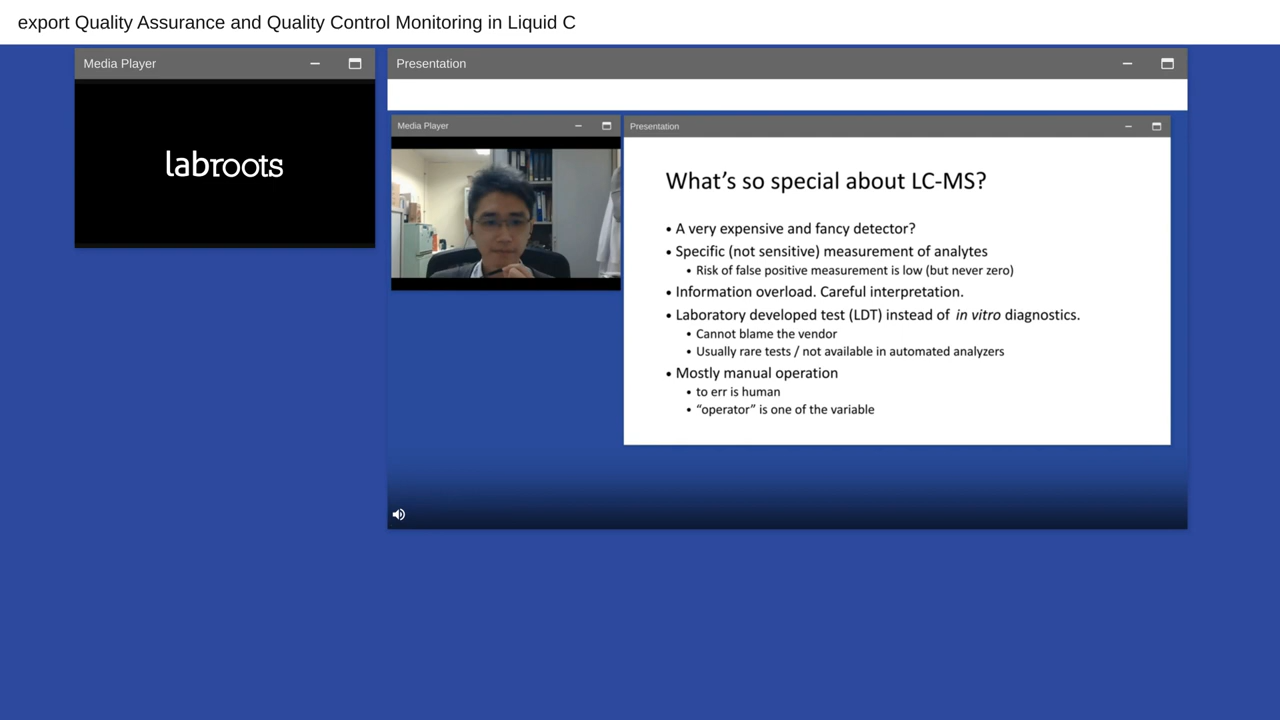 export Quality Assurance and Quality Control Monitoring in Liquid C
Media Player
Presentation
labroots
Media Player
Presentation
What's so special about LC-MS?
• A very expensive and fancy detector?
• Specific (not sensitive) measurement of analytes
• Risk of false positive measurement is low (but never zero)
• Information overload. Careful interpretation.
• Laboratory developed test (LDT) instead of in vitro diagnostics.
• Cannot blame the vendor
• Usually rare tests / not available in automated analyzers
• Mostly manual operation
• to err is human
• “operator” is one of the variable